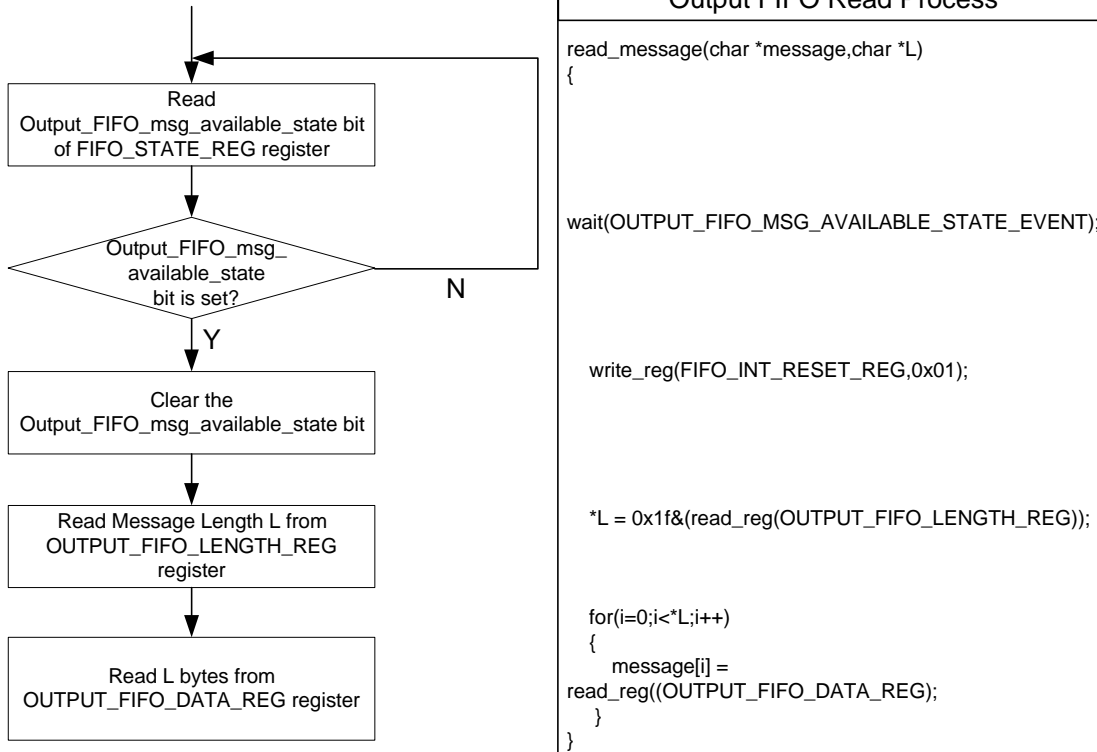 Read
Output_FIFO_msg_available_state bit
of FIFO_STATE_REG register
Output_FIFO_msg_
available_state
bit is set?
N
Y
Clear the
Output_FIFO_msg_available_state bit
Read Message Length L from
OUTPUT_FIFO_LENGTH_REG
register
Read L bytes from
OUTPUT_FIFO_DATA_REG register
Output FIFO Read Process
read_message(char *message,char *L)
{
wait(OUTPUT_FIFO_MSG_AVAILABLE_STATE_EVENT);
write_reg(FIFO_INT_RESET_REG,0x01);
*L = 0x1f&(read_reg(OUTPUT_FIFO_LENGTH_REG));
for(i=0;i<*L;i++)
{
message[i] =
read_reg((OUTPUT_FIFO_DATA_REG);
}
}